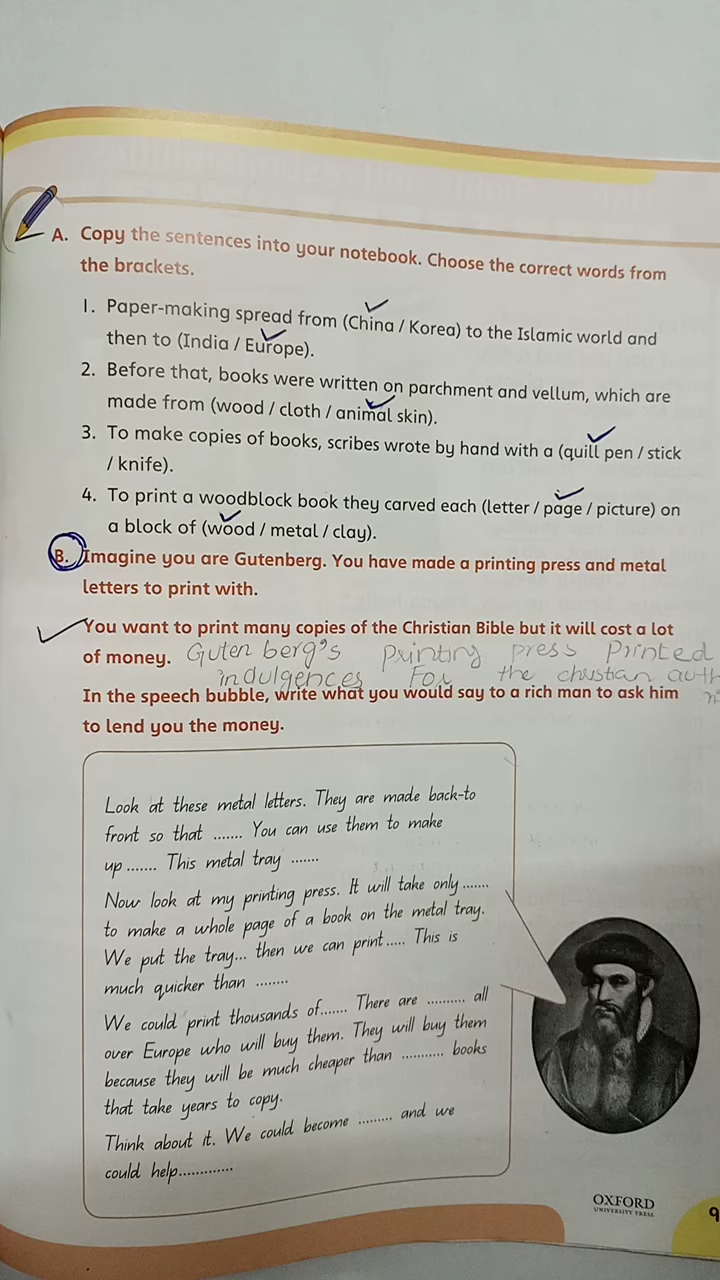 A. Copy the sentences into your notebook. Choose the correct words from
the brackets.
1. Paper-making spread from (China / Korea) to the Islamic world and
then to (India / Europe).
2. Before that, books were written on parchment and vellum, which are
made from (wood / cloth / animal skin).
3. To make copies of books, scribes wrote by hand with a (quill pen / stick
/ knife).
4. To print a woodblock book they carved each (letter / page / picture) on
a block of (wood / metal / clay).
B. Imagine you are Gutenberg. You have made a printing press and metal
letters to print with.
You want to print many copies of the Christian Bible but it will cost a lot
of money. Guten berg's Printing press Printed
indulgences For the christian auth
In the speech bubble, write what you would say to a rich man to ask him
to lend you the money.
Look at these metal letters. They are made back-to
front so that ....... You can use them to make
up ....... This metal tray .......
Now look at my printing press. It will take only .......
to make a whole page of a book on the metal tray.
We put the tray... then we can print..... This is
much quicker than ........
We could print thousands of....... There are .......... all
over Europe who will buy them. They will buy them
because they will be much cheaper than ........... books
that take years to copy.
Think about it. We could become ......... and we
could help.............
OXFORD
UNIVERSITY PRESS
9